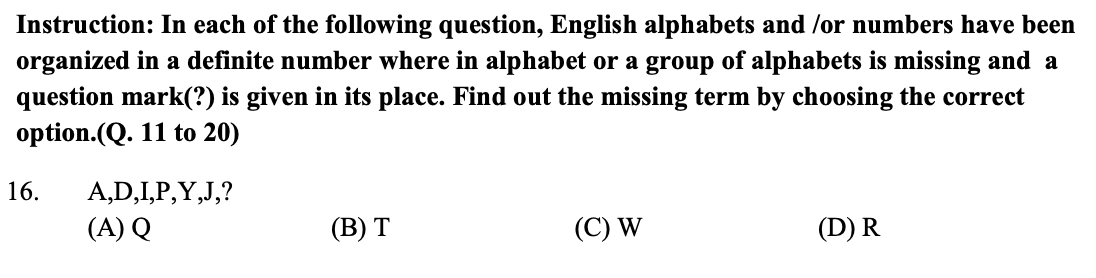 Instruction: In each of the following question, English alphabets and /or numbers have been
organized in a definite number where in alphabet or a group of alphabets is missing and a
question mark(?) is given in its place. Find out the missing term by choosing the correct
option.(Q. 11 to 20)
16. A,D,I,P,Y,J,?
(A) Q (B) T (C) W (D) R